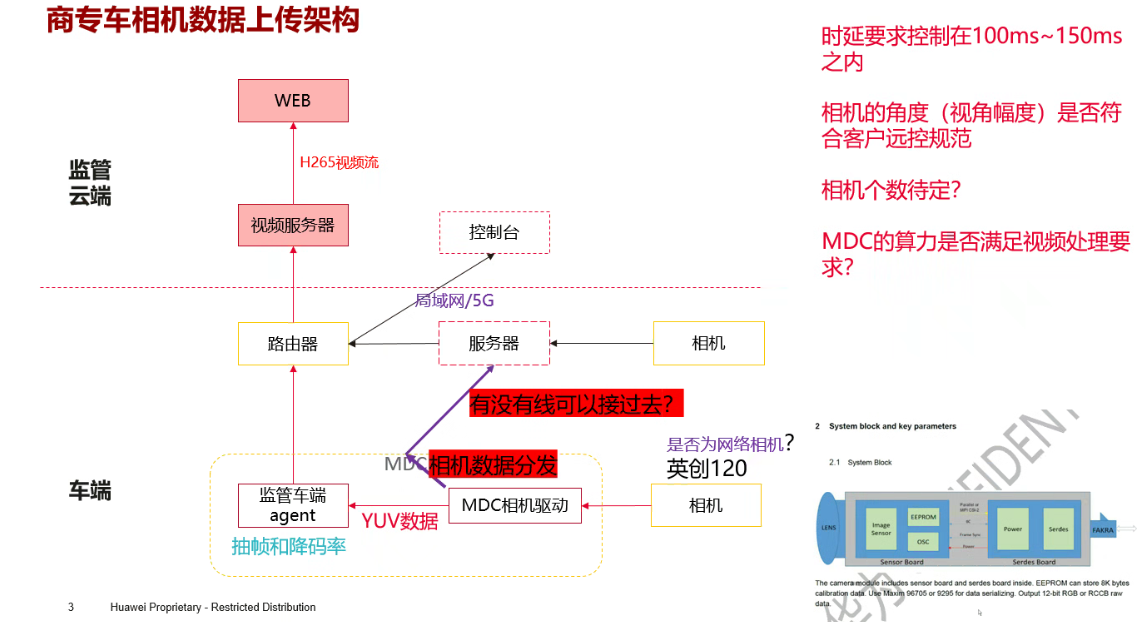 商专车相机数据上传架构
时延要求控制在100ms~150ms
之内
相机的角度（视角幅度）是否符
合客户远控规范
相机个数待定?
MDC的算力是否满足视频处理要
求?
WEB
H265视频流
监管
云端
视频服务器
控制台
局域网/5G
路由器
服务器
相机
有没有线可以接过去?
是否为网络相机?
英创120
MDC相机数据分发
车端
监管车端
agent
MDC相机驱动
相机
YUV数据
抽帧和降码率
2 System block and key parameters
2.1 System Block
LENS
Image
Sensor
EEPROM
OSC
Parallel or
MIPI CSI-2
Frame Sync
Power
Power
Serdes
FAKRA
Sensor Board
Serdes Board
The camera module includes sensor board and serdes board inside. EEPROM can store 8K bytes
calibration data. Use Maxim 96705 or 9295 for data serializing. Output 12-bit RGB or RCCB raw
data.
3 Huawei Proprietary - Restricted Distribution